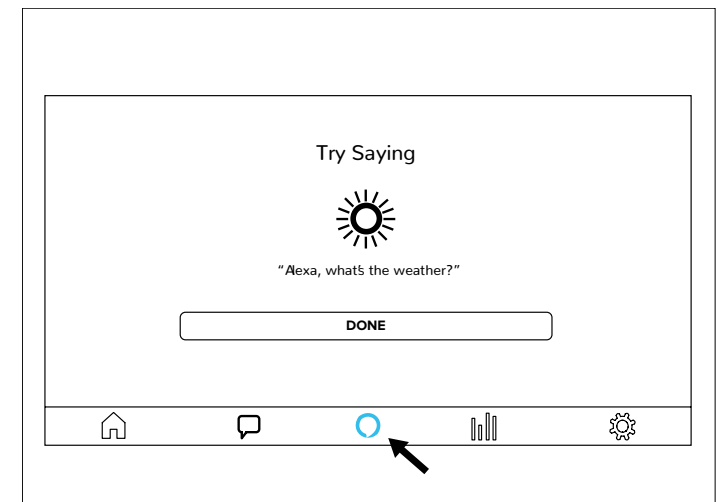 Try Saying
“Alexa, what’s the weather?”
DONE